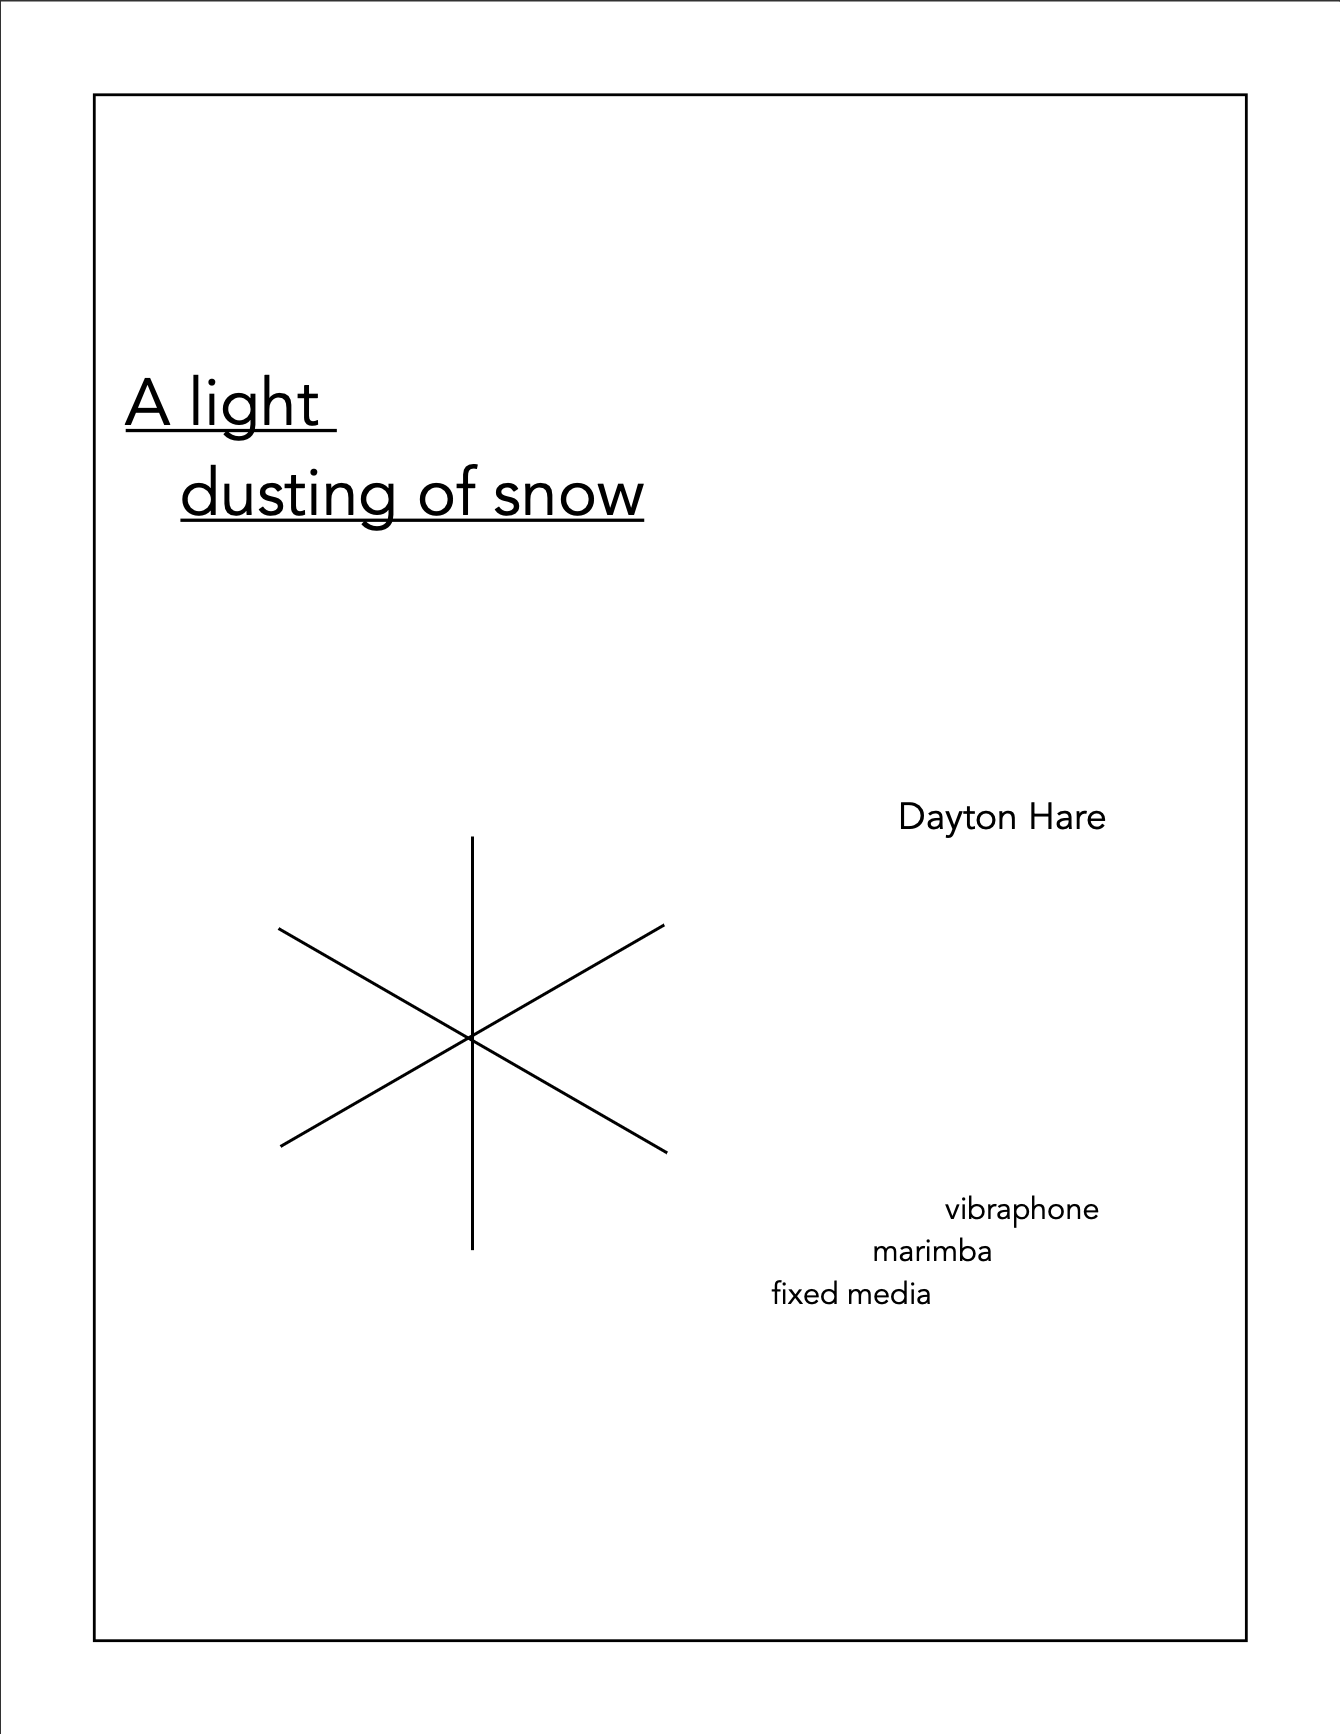 A light
dusting of snow
Dayton Hare
vibraphone
marimba
fixed media